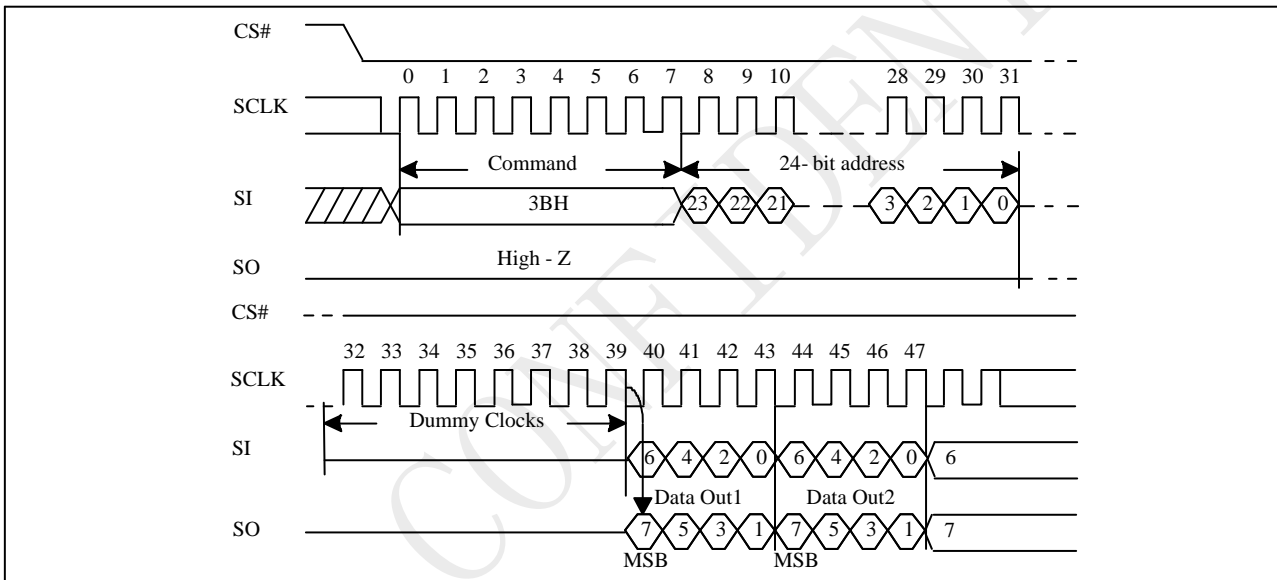 CS#
0 1 2 3 4 5 6 7 8 9 10 28 29 30 31
SCLK
Command 24- bit address
SI 3BH 23 22 21 3 2 1 0
High - Z
SO
CS#
32 33 34 35 36 37 38 39 40 41 42 43 44 45 46 47
SCLK
Dummy Clocks
SI 6 4 2 0 6 4 2 0 6
Data Out1 Data Out2
SO 7 5 3 1 7 5 3 1 7
MSB MSB